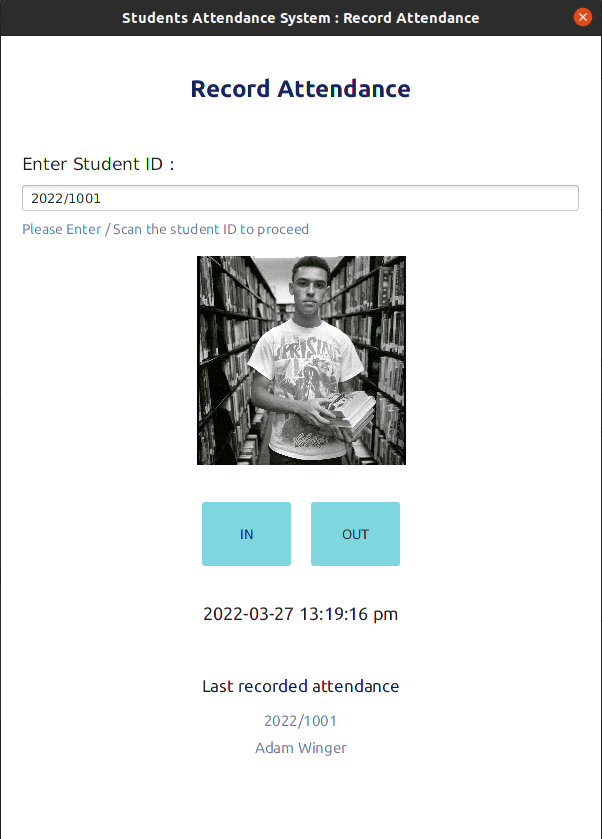 Students Attendance System : Record Attendance
Record Attendance
Enter Student ID :
2022/1001
Please Enter / Scan the student ID to proceed
UPRISING
IN OUT
2022-03-27 13:19:16 pm
Last recorded attendance
2022/1001
Adam Winger